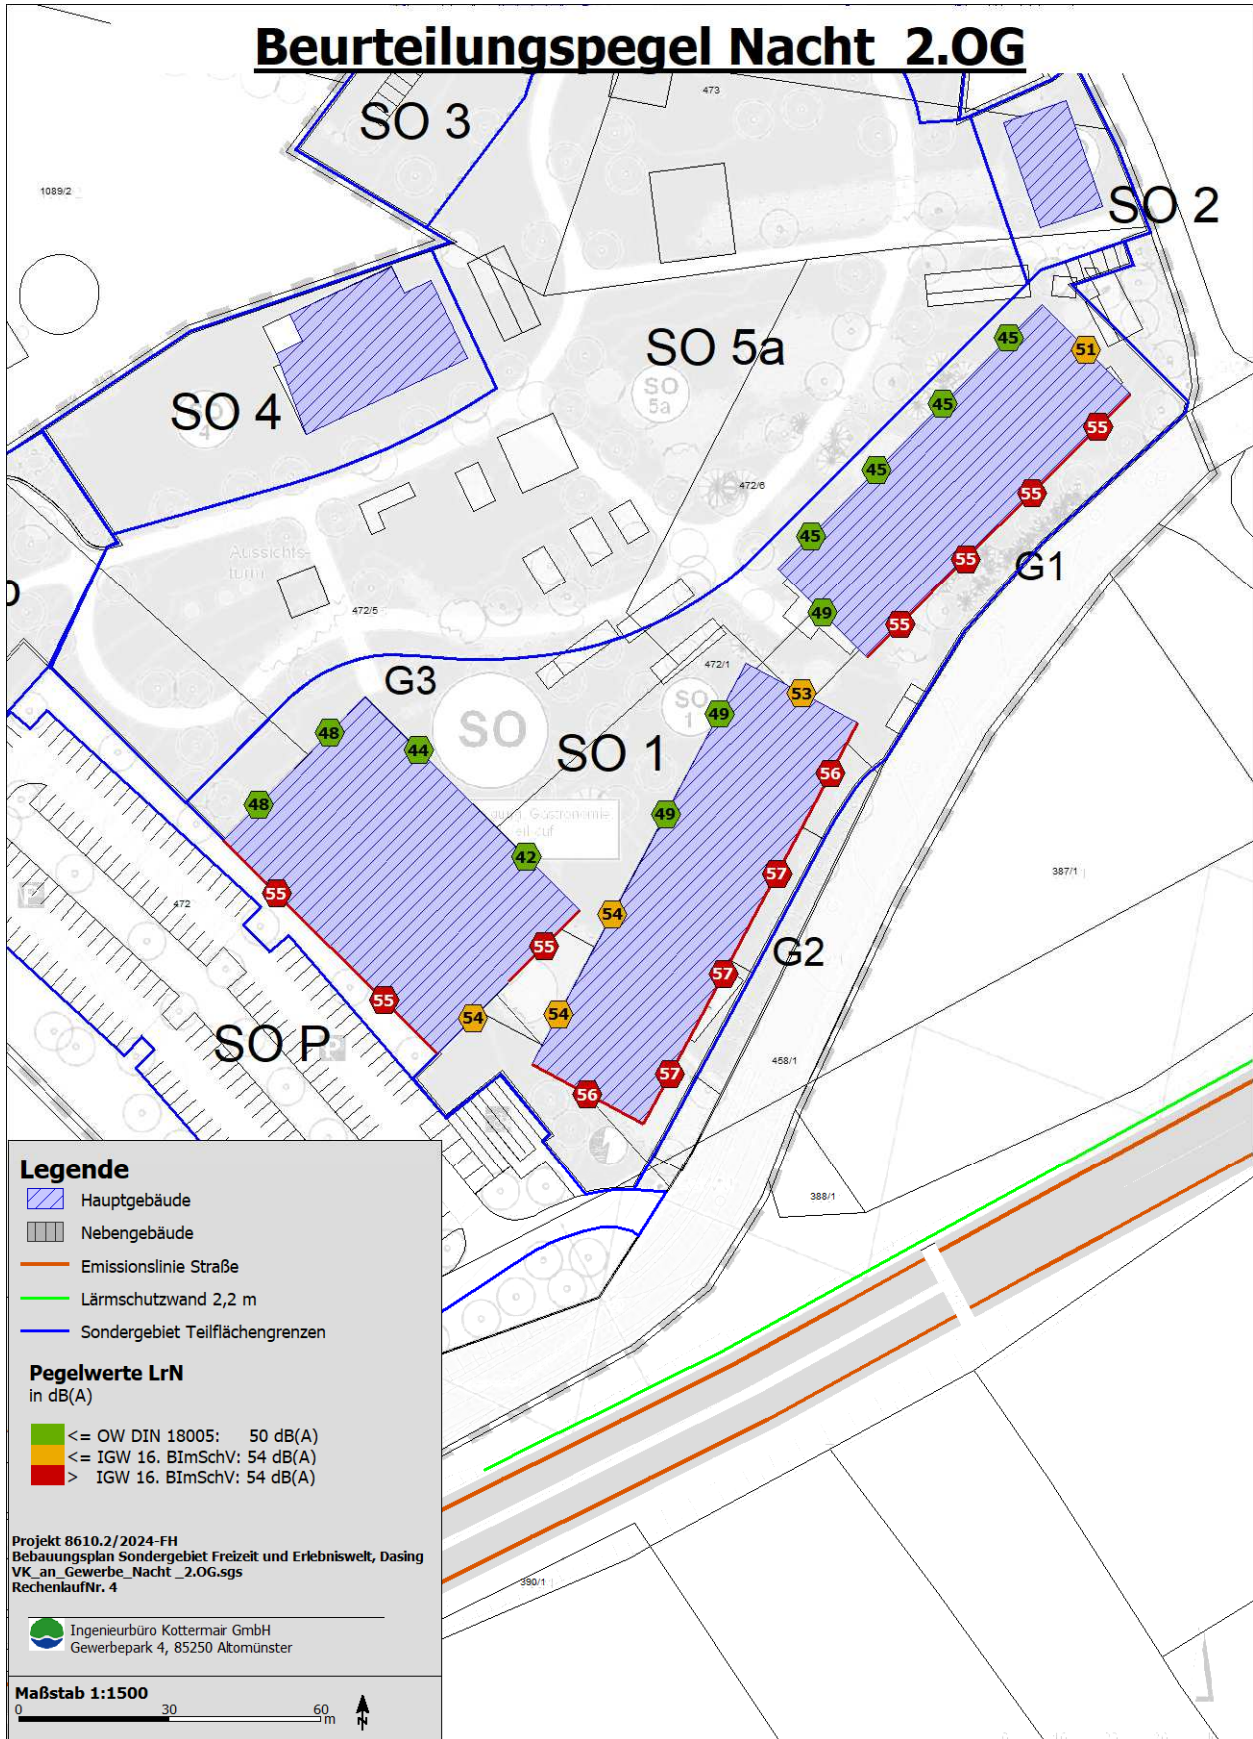 Beurteilungspegel Nacht 2.OG
SO 3
473
1089/2
SO 2
SO 5a
SO
5a
45
51
SO 4
45
55
45
472/6
55
45
Aussichts-
turm
55
G1
472/5
49
55
472/1
G3
53
SO
1
49
SO
48
44
SO 1
56
48
49
42
57
387/1
55
472
54
55
G2
57
55
54
54
SO P
P
458/1
57
56
388/1
Legende
Hauptgebäude
Nebengebäude
Emissionslinie Straße
Lärmschutzwand 2,2 m
Sondergebiet Teilflächengrenzen
Pegelwerte LrN
in dB(A)
<= OW DIN 18005: 50 dB(A)
<= IGW 16. BImSchV: 54 dB(A)
> IGW 16. BImSchV: 54 dB(A)
Projekt 8610.2/2024-FH
Bebauungsplan Sondergebiet Freizeit und Erlebniswelt, Dasing
VK_an_Gewerbe_Nacht _2.OG.sgs
RechenlaufNr. 4
390/1
Ingenieurbüro Kottermair GmbH
Gewerbepark 4, 85250 Altomünster
Maßstab 1:1500
0 30 60
m
N